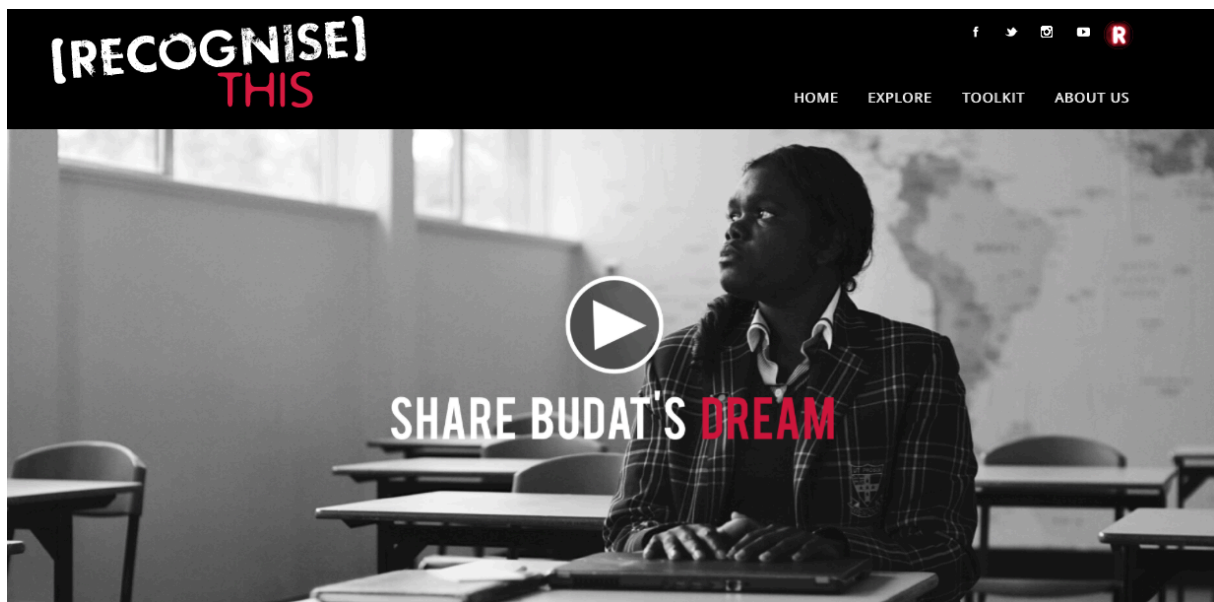 [RECOGNISE]
THIS
R
HOME EXPLORE TOOLKIT ABOUT US
SHARE BUDAT'S DREAM